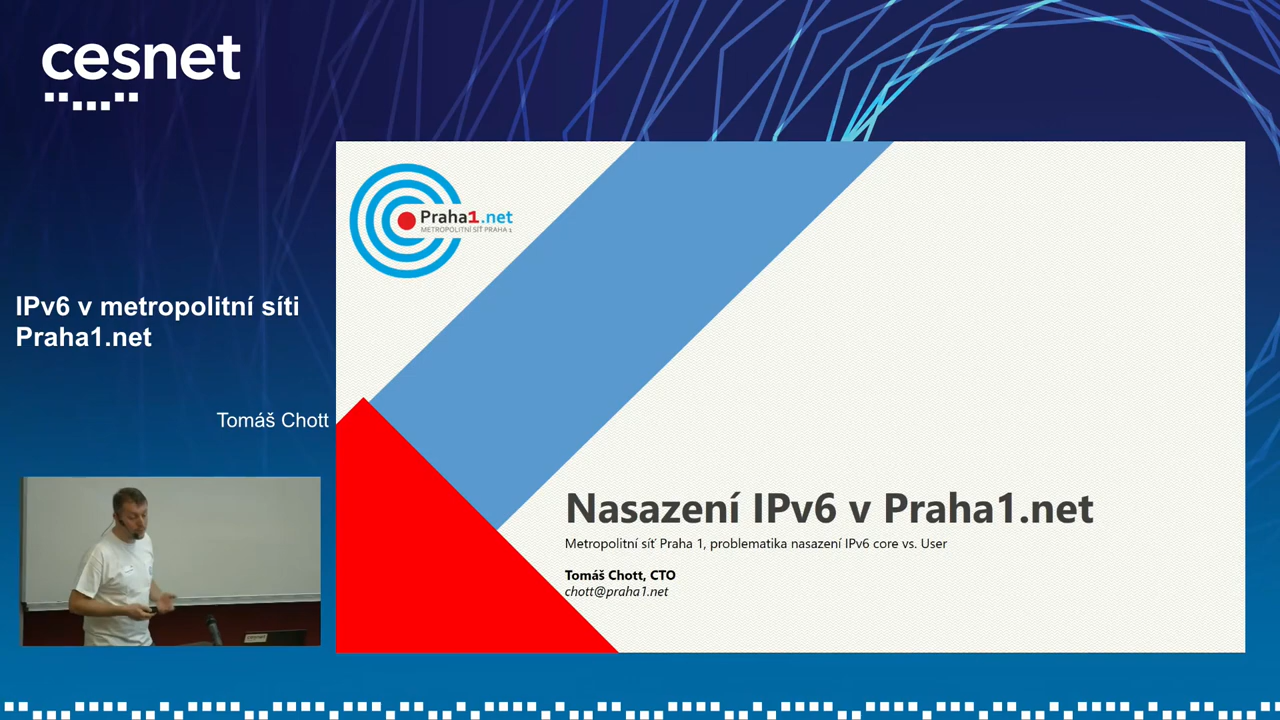 cesnet
IPv6 v metropolitní síti
Praha1.net
Tomáš Chott
Praha1.net
METROPOLITNÍ SÍŤ PRAHA 1
Nasazení IPv6 v Praha1.net
Metropolitní síť Praha 1, problematika nasazení IPv6 core vs. User
Tomáš Chott, CTO
chott@praha1.net
cesnet